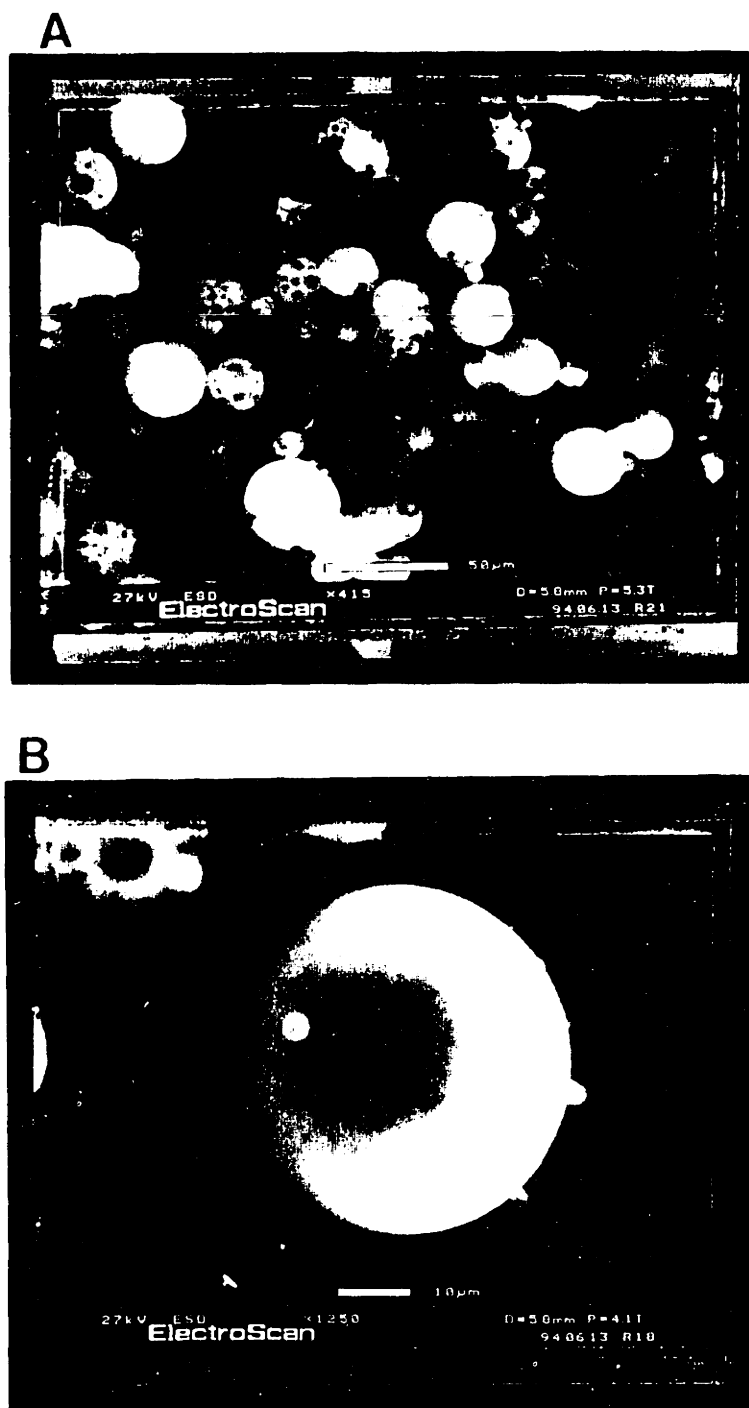 A
50µm
27kV ESD ×415 D=5.0mm P=5.3T
ElectroScan 940613 R21
B
10µm
27kV ESD ×1250 D=5.0mm P=4.1T
ElectroScan 940613 R18